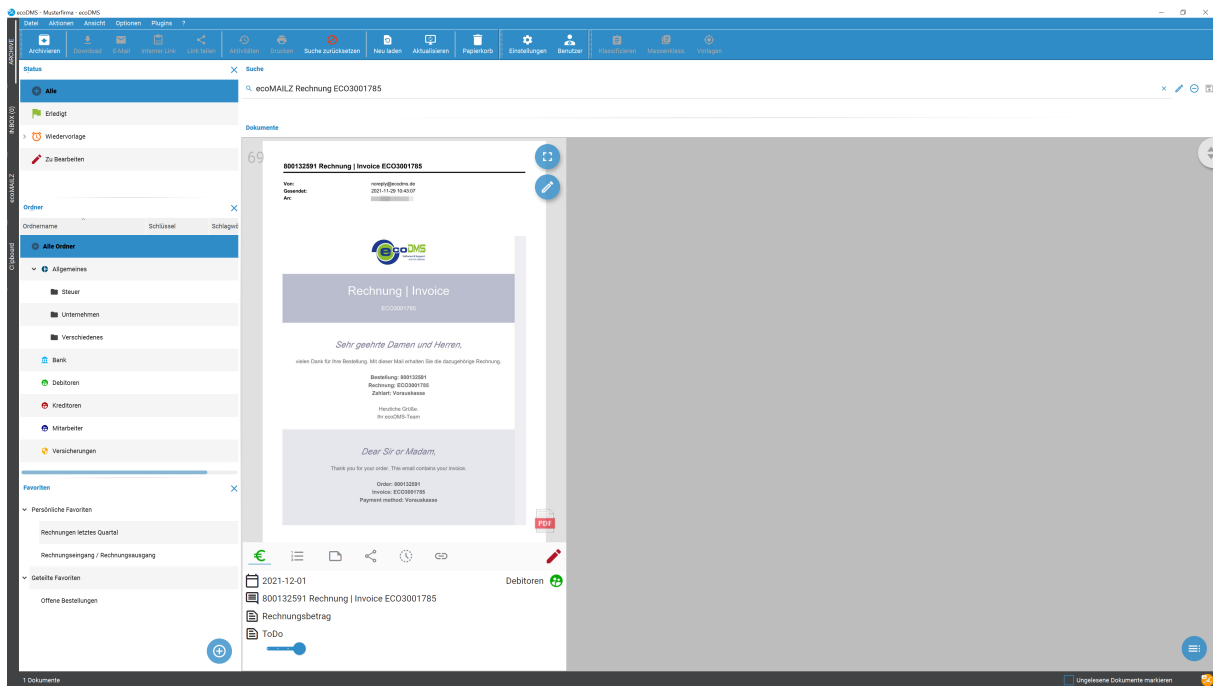 ecoDMS - Musterfirma - ecoDMS
Datei Aktionen Ansicht Optionen Plugins ?
Archivieren Download E-Mail Interner Link Link teilen Aktivitäten Drucken Suche zurücksetzen Neu laden Aktualisieren Papierkorb Einstellungen Benutzer Klassifizieren Massenklass. Vorlagen
ARCHIVE
INBOX (0)
ecoMAILZ
Clipboard
Status
Alle
Erledigt
Wiedervorlage
Zu Bearbeiten
Ordner
Ordnername Schlüssel Schlagwö
Alle Ordner
Allgemeines
Steuer
Unternehmen
Verschiedenes
Bank
Debitoren
Kreditoren
Mitarbeiter
Versicherungen
Favoriten
Persönliche Favoriten
Rechnungen letztes Quartal
Rechnungseingang / Rechnungsausgang
Geteilte Favoriten
Offene Bestellungen
Suche
ecoMAILZ Rechnung ECO3001785
Dokumente
69
800132591 Rechnung | Invoice ECO3001785
Von: noreply@ecodms.de
Gesendet: 2021-11-29 10:43:07
An:
ecoDMS
Rechnung | Invoice
ECO3001785
Sehr geehrte Damen und Herren,
vielen Dank für Ihre Bestellung. Mit dieser Mail erhalten Sie die dazugehörige Rechnung.
Bestellung: 800132591
Rechnung: ECO3001785
Zahlart: Vorauskasse
Herzliche Grüße.
Ihr ecoDMS-Team
Dear Sir or Madam,
Thank you for your order. This email contains your invoice.
Order: 800132591
Invoice: ECO3001785
Payment method: Vorauskasse
PDF
2021-12-01 Debitoren
800132591 Rechnung | Invoice ECO3001785
Rechnungsbetrag
ToDo
1 Dokumente
Ungelesene Dokumente markieren